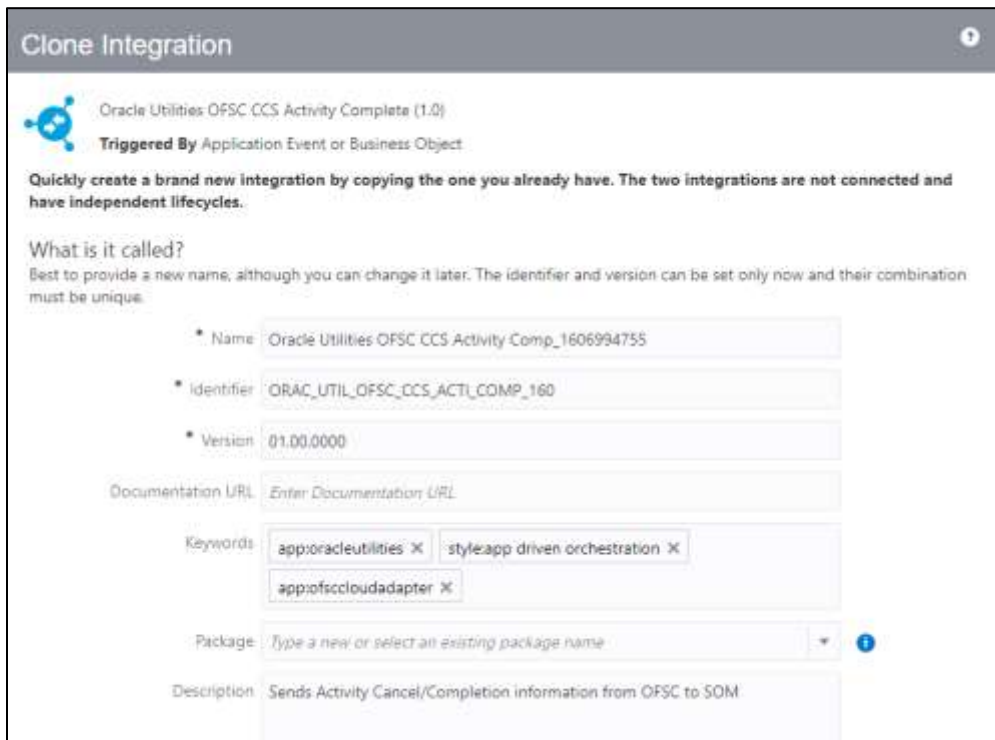 Clone Integration
?
Oracle Utilities OFSC CCS Activity Complete (1.0)
Triggered By Application Event or Business Object
Quickly create a brand new integration by copying the one you already have. The two integrations are not connected and
have independent lifecycles.
What is it called?
Best to provide a new name, although you can change it later. The identifier and version can be set only now and their combination
must be unique.
* Name Oracle Utilities OFSC CCS Activity Comp_1606994755
* Identifier ORAC_UTIL_OFSC_CCS_ACTI_COMP_160
* Version 01.00.0000
Documentation URL Enter Documentation URL
Keywords app:oracleutilities × style:app driven orchestration ×
app:ofsccloudadapter ×
Package Type a new or select an existing package name
Description Sends Activity Cancel/Completion information from OFSC to SOM